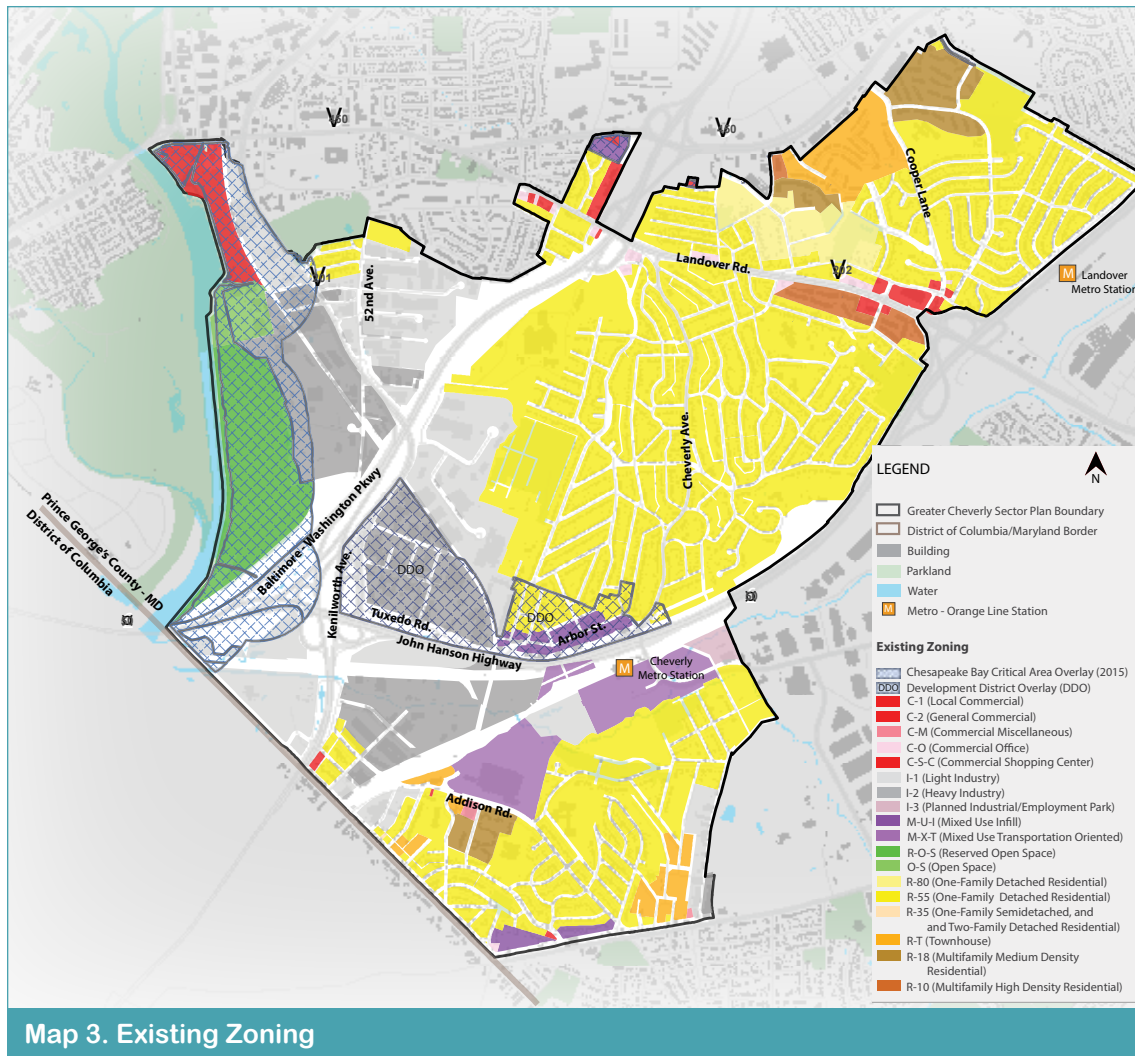 450
450
Cooper Lane
Landover Rd.
202
M
Landover
Metro Station
201
52nd Ave.
Cheverly Ave.
Baltimore - Washington Pkwy
Prince George's County - MD
District of Columbia
Kenilworth Ave.
DDO
DDO
Tuxedo Rd.
Arbor St.
John Hanson Highway
M
Cheverly
Metro Station
Addison Rd.
LEGEND
N
Greater Cheverly Sector Plan Boundary
District of Columbia/Maryland Border
Building
Parkland
Water
M Metro - Orange Line Station
Existing Zoning
Chesapeake Bay Critical Area Overlay (2015)
DDO Development District Overlay (DDO)
C-1 (Local Commercial)
C-2 (General Commercial)
C-M (Commercial Miscellaneous)
C-O (Commercial Office)
C-S-C (Commercial Shopping Center)
I-1 (Light Industry)
I-2 (Heavy Industry)
I-3 (Planned Industrial/Employment Park)
M-U-I (Mixed Use Infill)
M-X-T (Mixed Use Transportation Oriented)
R-O-S (Reserved Open Space)
O-S (Open Space)
R-80 (One-Family Detached Residential)
R-55 (One-Family Detached Residential)
R-35 (One-Family Semidetached, and
and Two-Family Detached Residential)
R-T (Townhouse)
R-18 (Multifamily Medium Density
Residential)
R-10 (Multifamily High Density Residential)
Map 3. Existing Zoning